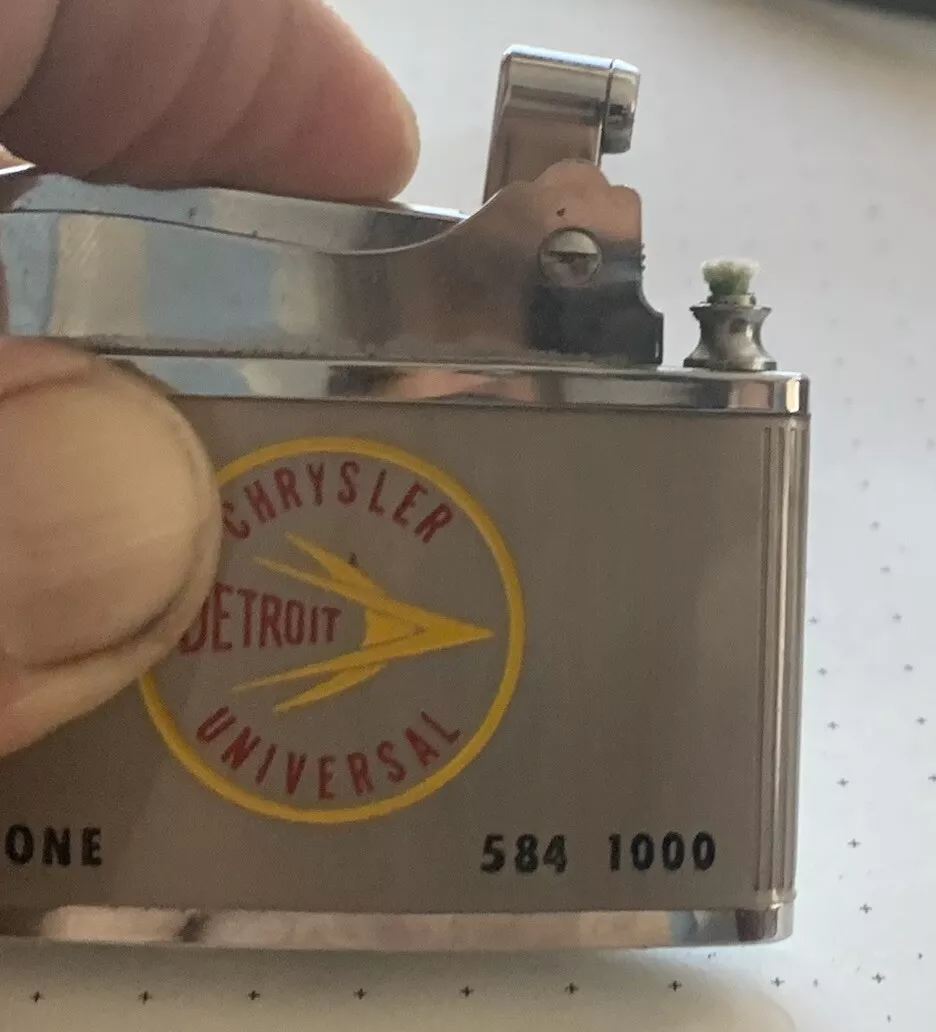 CHRYSLER
DETROIT
UNIVERSAL
ONE 584 1000